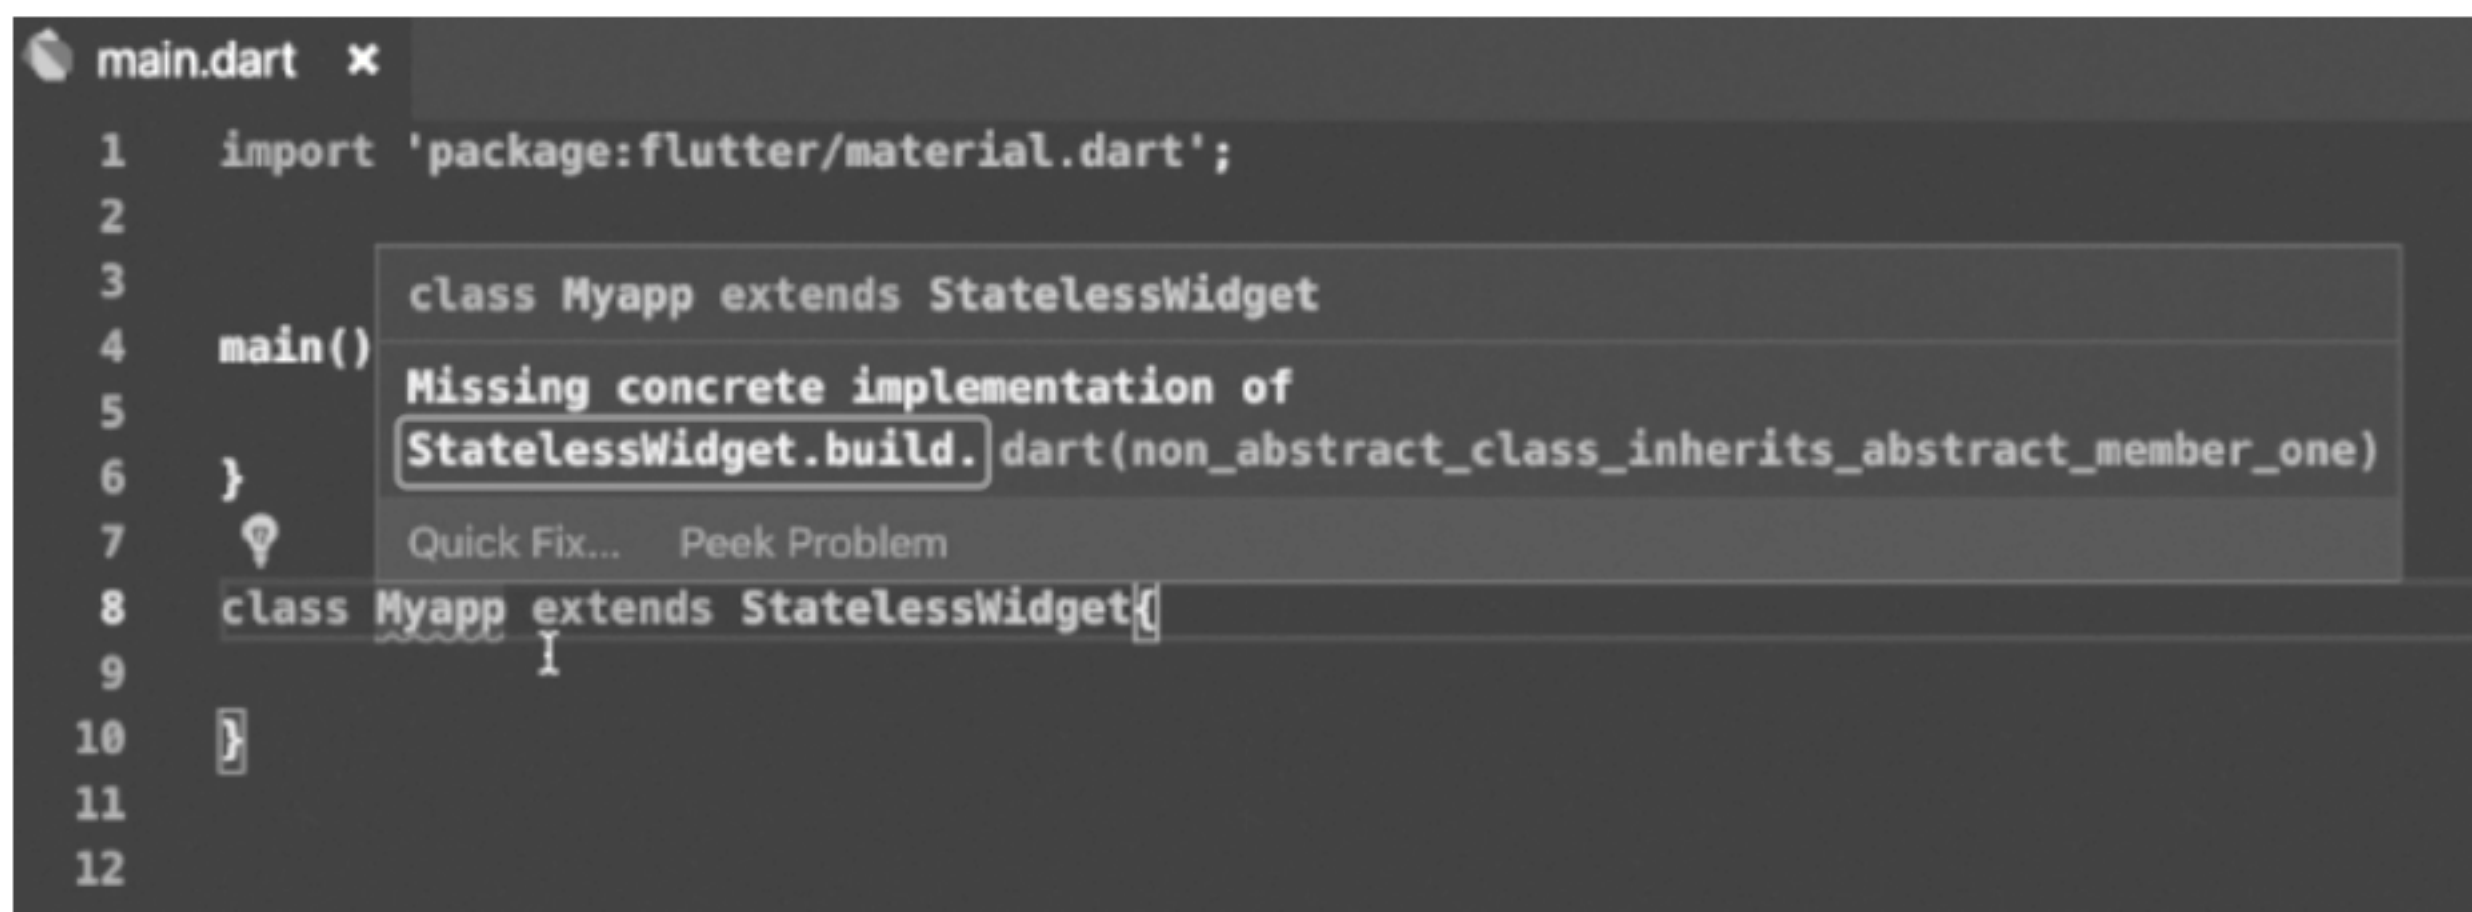 main.dart ×
1 import 'package:flutter/material.dart';
2
3
class Myapp extends StatelessWidget
4 main()
Missing concrete implementation of
5
StatelessWidget.build. dart(non_abstract_class_inherits_abstract_member_one)
6 }
7
Quick Fix... Peek Problem
8 class Myapp extends StatelessWidget{
9
10 }
11
12